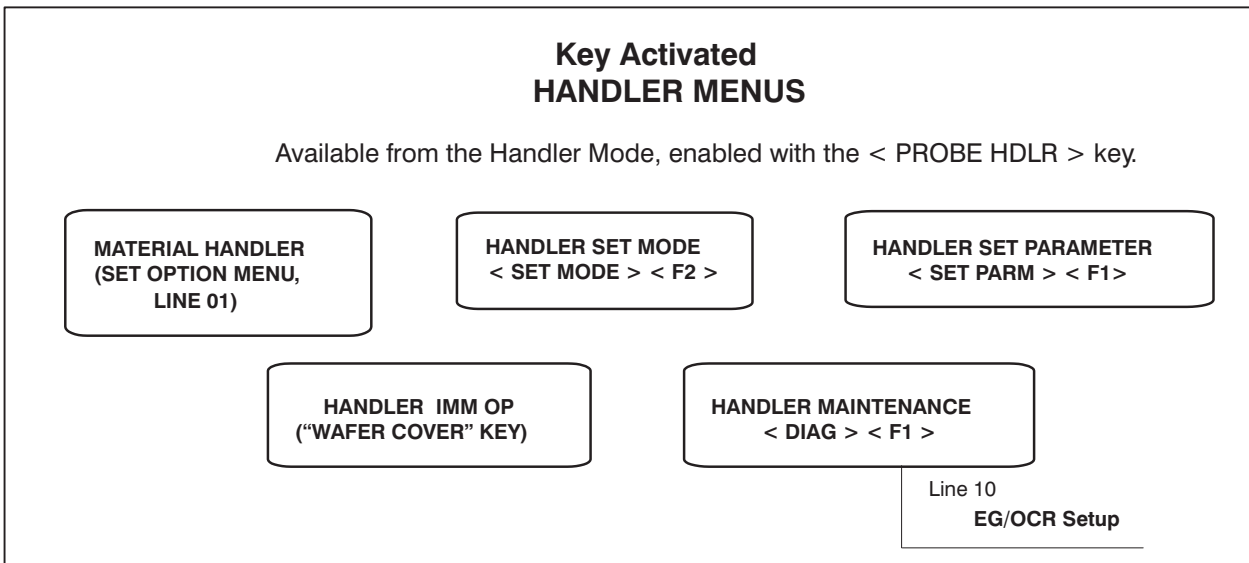 Key Activated
HANDLER MENUS
Available from the Handler Mode, enabled with the < PROBE HDLR > key.
MATERIAL HANDLER
(SET OPTION MENU,
LINE 01)
HANDLER SET MODE
< SET MODE > < F2 >
HANDLER SET PARAMETER
< SET PARM > < F1>
HANDLER IMM OP
(“WAFER COVER” KEY)
HANDLER MAINTENANCE
< DIAG > < F1 >
Line 10
EG/OCR Setup